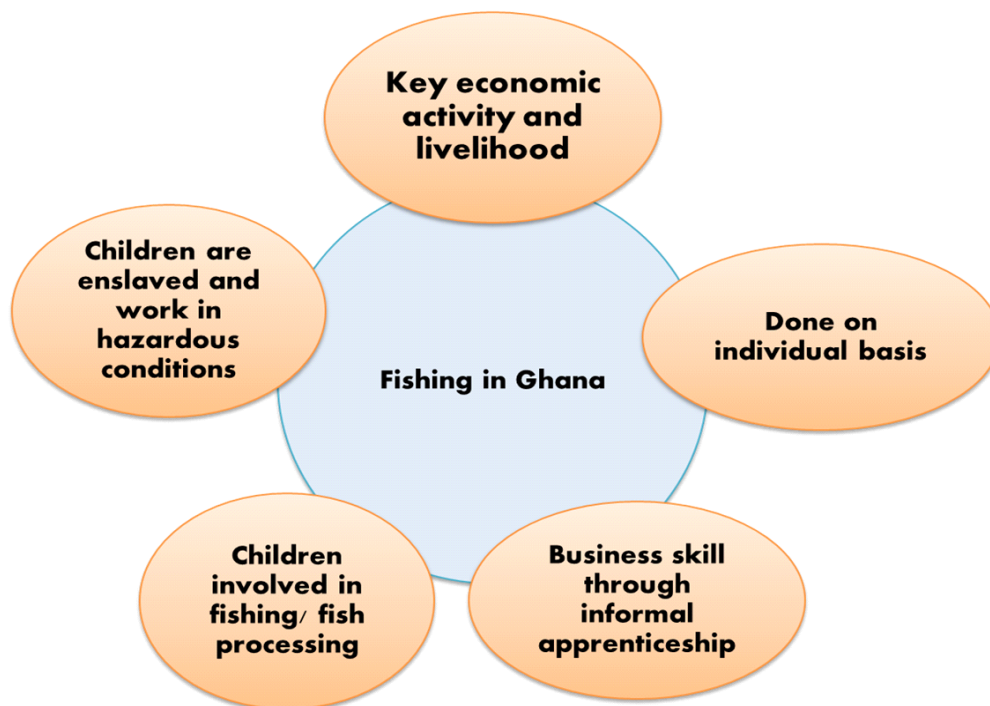 Key economic
activity and
livelihood
Children are
enslaved and
work in
hazardous
conditions
Done on
individual basis
Fishing in Ghana
Children
involved in
fishing/ fish
processing
Business skill
through
informal
apprenticeship